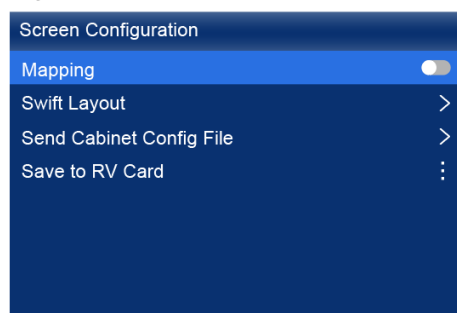 Screen Configuration
Mapping
Swift Layout
Send Cabinet Config File
Save to RV Card